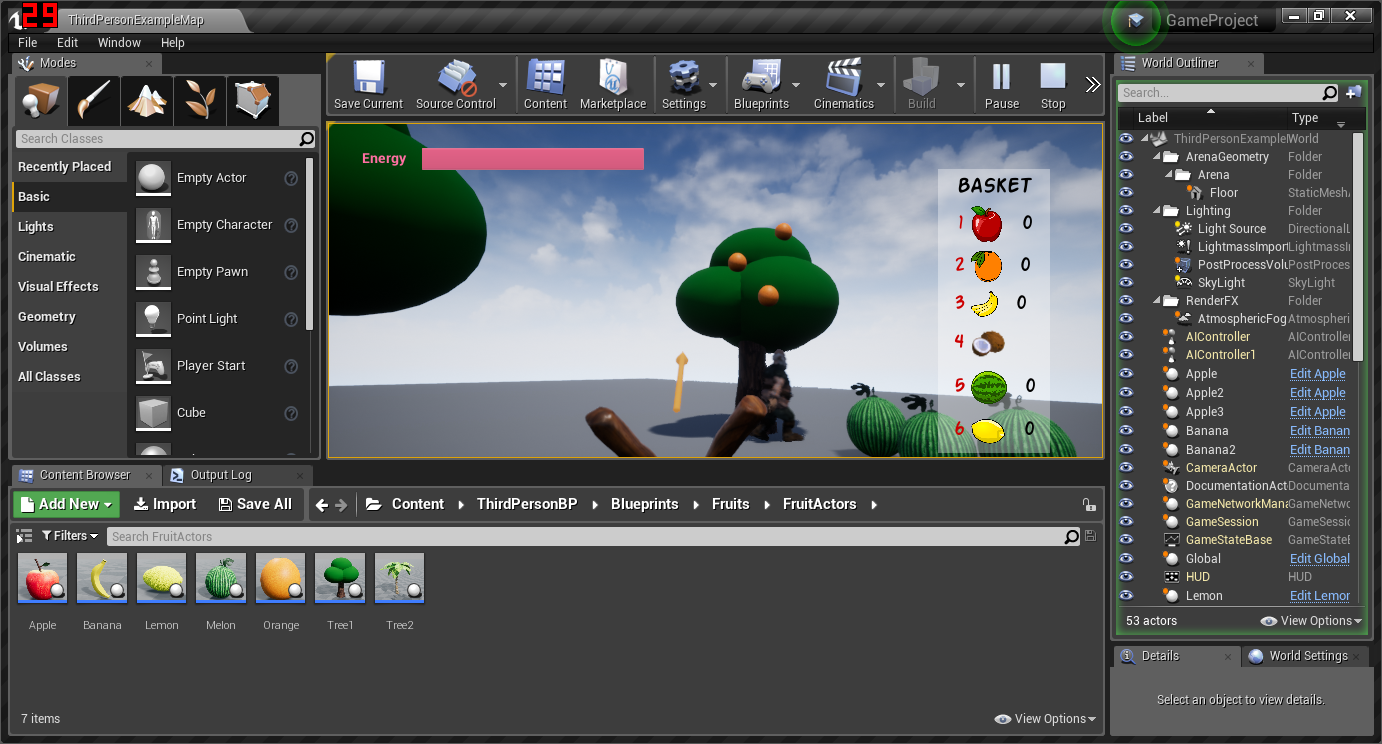 29
ThirdPersonExampleMap
GameProject
File Edit Window Help
Modes
Search Classes
Recently Placed
Basic
Lights
Cinematic
Visual Effects
Geometry
Volumes
All Classes
Empty Actor
Empty Character
Empty Pawn
Point Light
Player Start
Cube
Save Current
Source Control
Content
Marketplace
Settings
Blueprints
Cinematics
Build
Pause
Stop
Energy
BASKET
1 0
2 0
3 0
4
5 0
6 0
World Outliner
Search...
Label Type
ThirdPersonExampleI World
ArenaGeometry Folder
Arena Folder
Floor StaticMesh
Lighting Folder
Light Source DirectionalL
LightmassImport LightmassI
PostProcessVolu PostProces
SkyLight SkyLight
RenderFX Folder
AtmosphericFog Atmospheri
AIController AIController
AIController1 AIController
Apple Edit Apple
Apple2 Edit Apple
Apple3 Edit Apple
Banana Edit Banan
Banana2 Edit Banan
CameraActor CameraActo
DocumentationAct Documenta
GameNetworkMana GameNetwo
GameSession GameSessio
GameStateBase GameStateB
Global Edit Global
HUD HUD
Lemon Edit Lemon
53 actors View Options
Content Browser Output Log
Add New Import Save All Content ThirdPersonBP Blueprints Fruits FruitActors
Filters Search FruitActors
Apple Banana Lemon Melon Orange Tree1 Tree2
7 items View Options
Details World Settings
Select an object to view details.